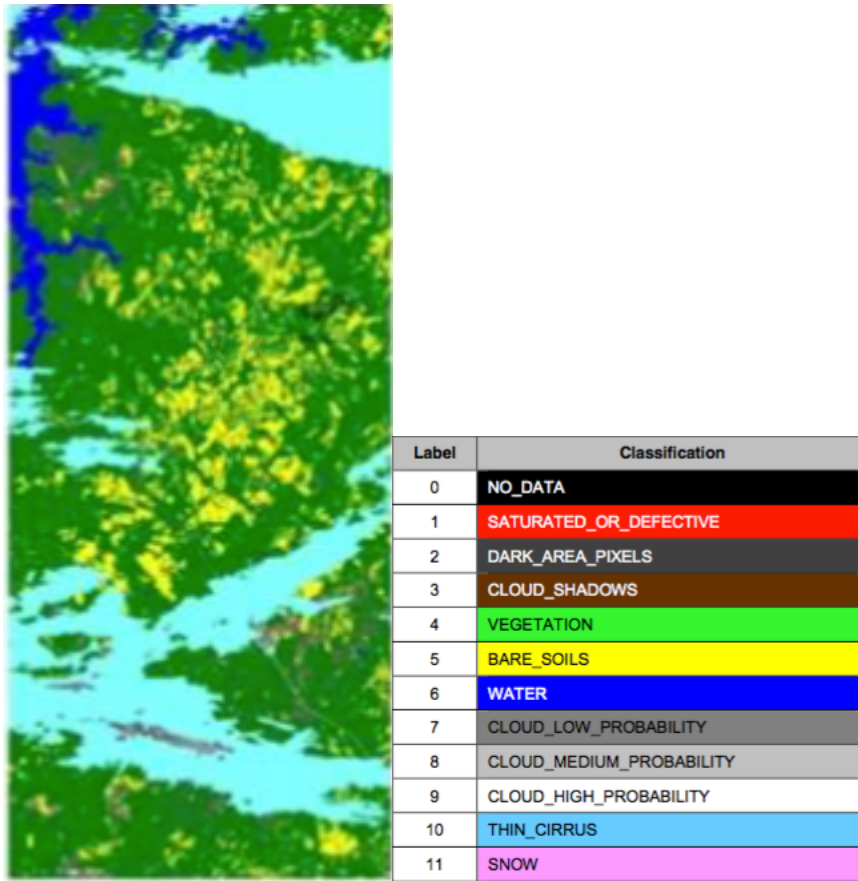 Label Classification
0 NO_DATA
1 SATURATED_OR_DEFECTIVE
2 DARK_AREA_PIXELS
3 CLOUD_SHADOWS
4 VEGETATION
5 BARE_SOILS
6 WATER
7 CLOUD_LOW_PROBABILITY
8 CLOUD_MEDIUM_PROBABILITY
9 CLOUD_HIGH_PROBABILITY
10 THIN_CIRRUS
11 SNOW